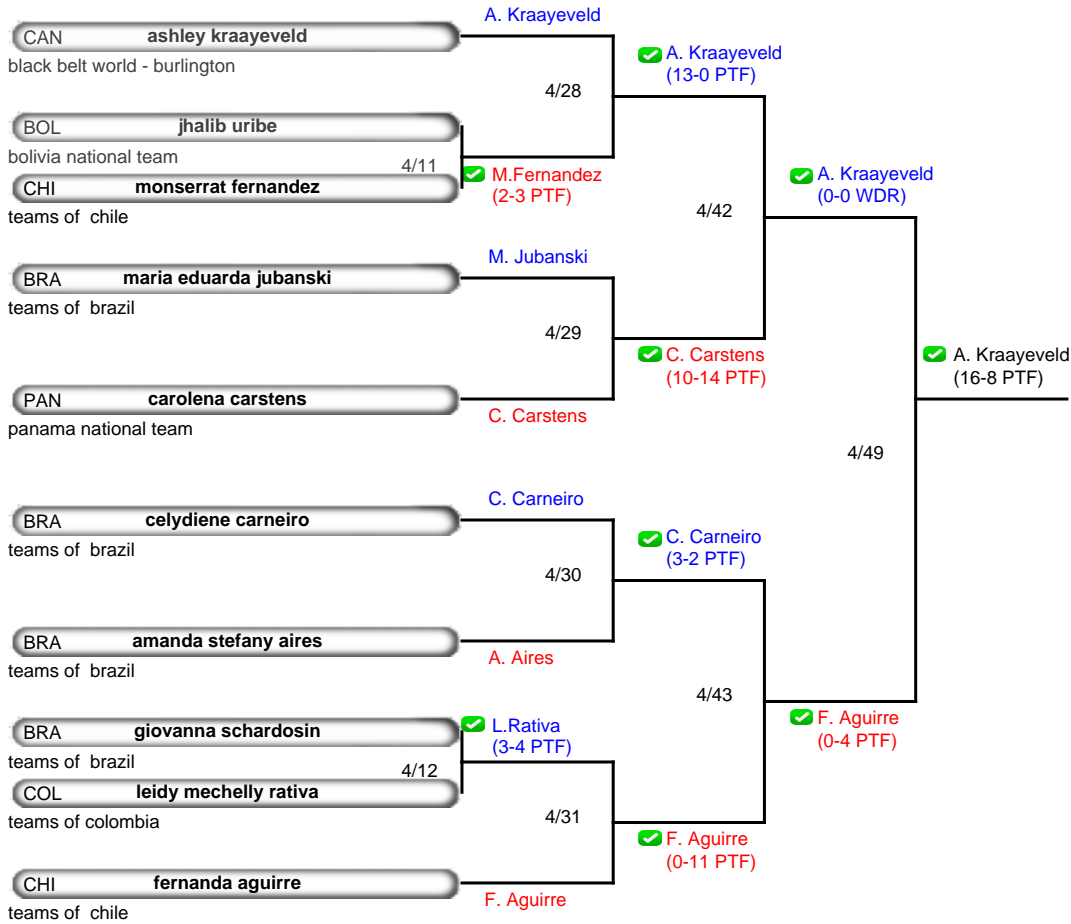 A. Kraayeveld
CAN ashley kraayeveld
black belt world - burlington
A. Kraayeveld
(13-0 PTF)
4/28
BOL jhalib uribe
bolivia national team
4/11
M.Fernandez
(2-3 PTF)
CHI monserrat fernandez
teams of chile
A. Kraayeveld
(0-0 WDR)
4/42
M. Jubanski
BRA maria eduarda jubanski
teams of brazil
4/29
C. Carstens
(10-14 PTF)
A. Kraayeveld
(16-8 PTF)
PAN carolena carstens
panama national team
C. Carstens
4/49
C. Carneiro
BRA celydiene carneiro
teams of brazil
C. Carneiro
(3-2 PTF)
4/30
BRA amanda stefany aires
teams of brazil
A. Aires
4/43
F. Aguirre
(0-4 PTF)
BRA giovanna schardosin
teams of brazil
L.Rativa
(3-4 PTF)
4/12
COL leidy mechelly rativa
teams of colombia
4/31
F. Aguirre
(0-11 PTF)
CHI fernanda aguirre
teams of chile
F. Aguirre